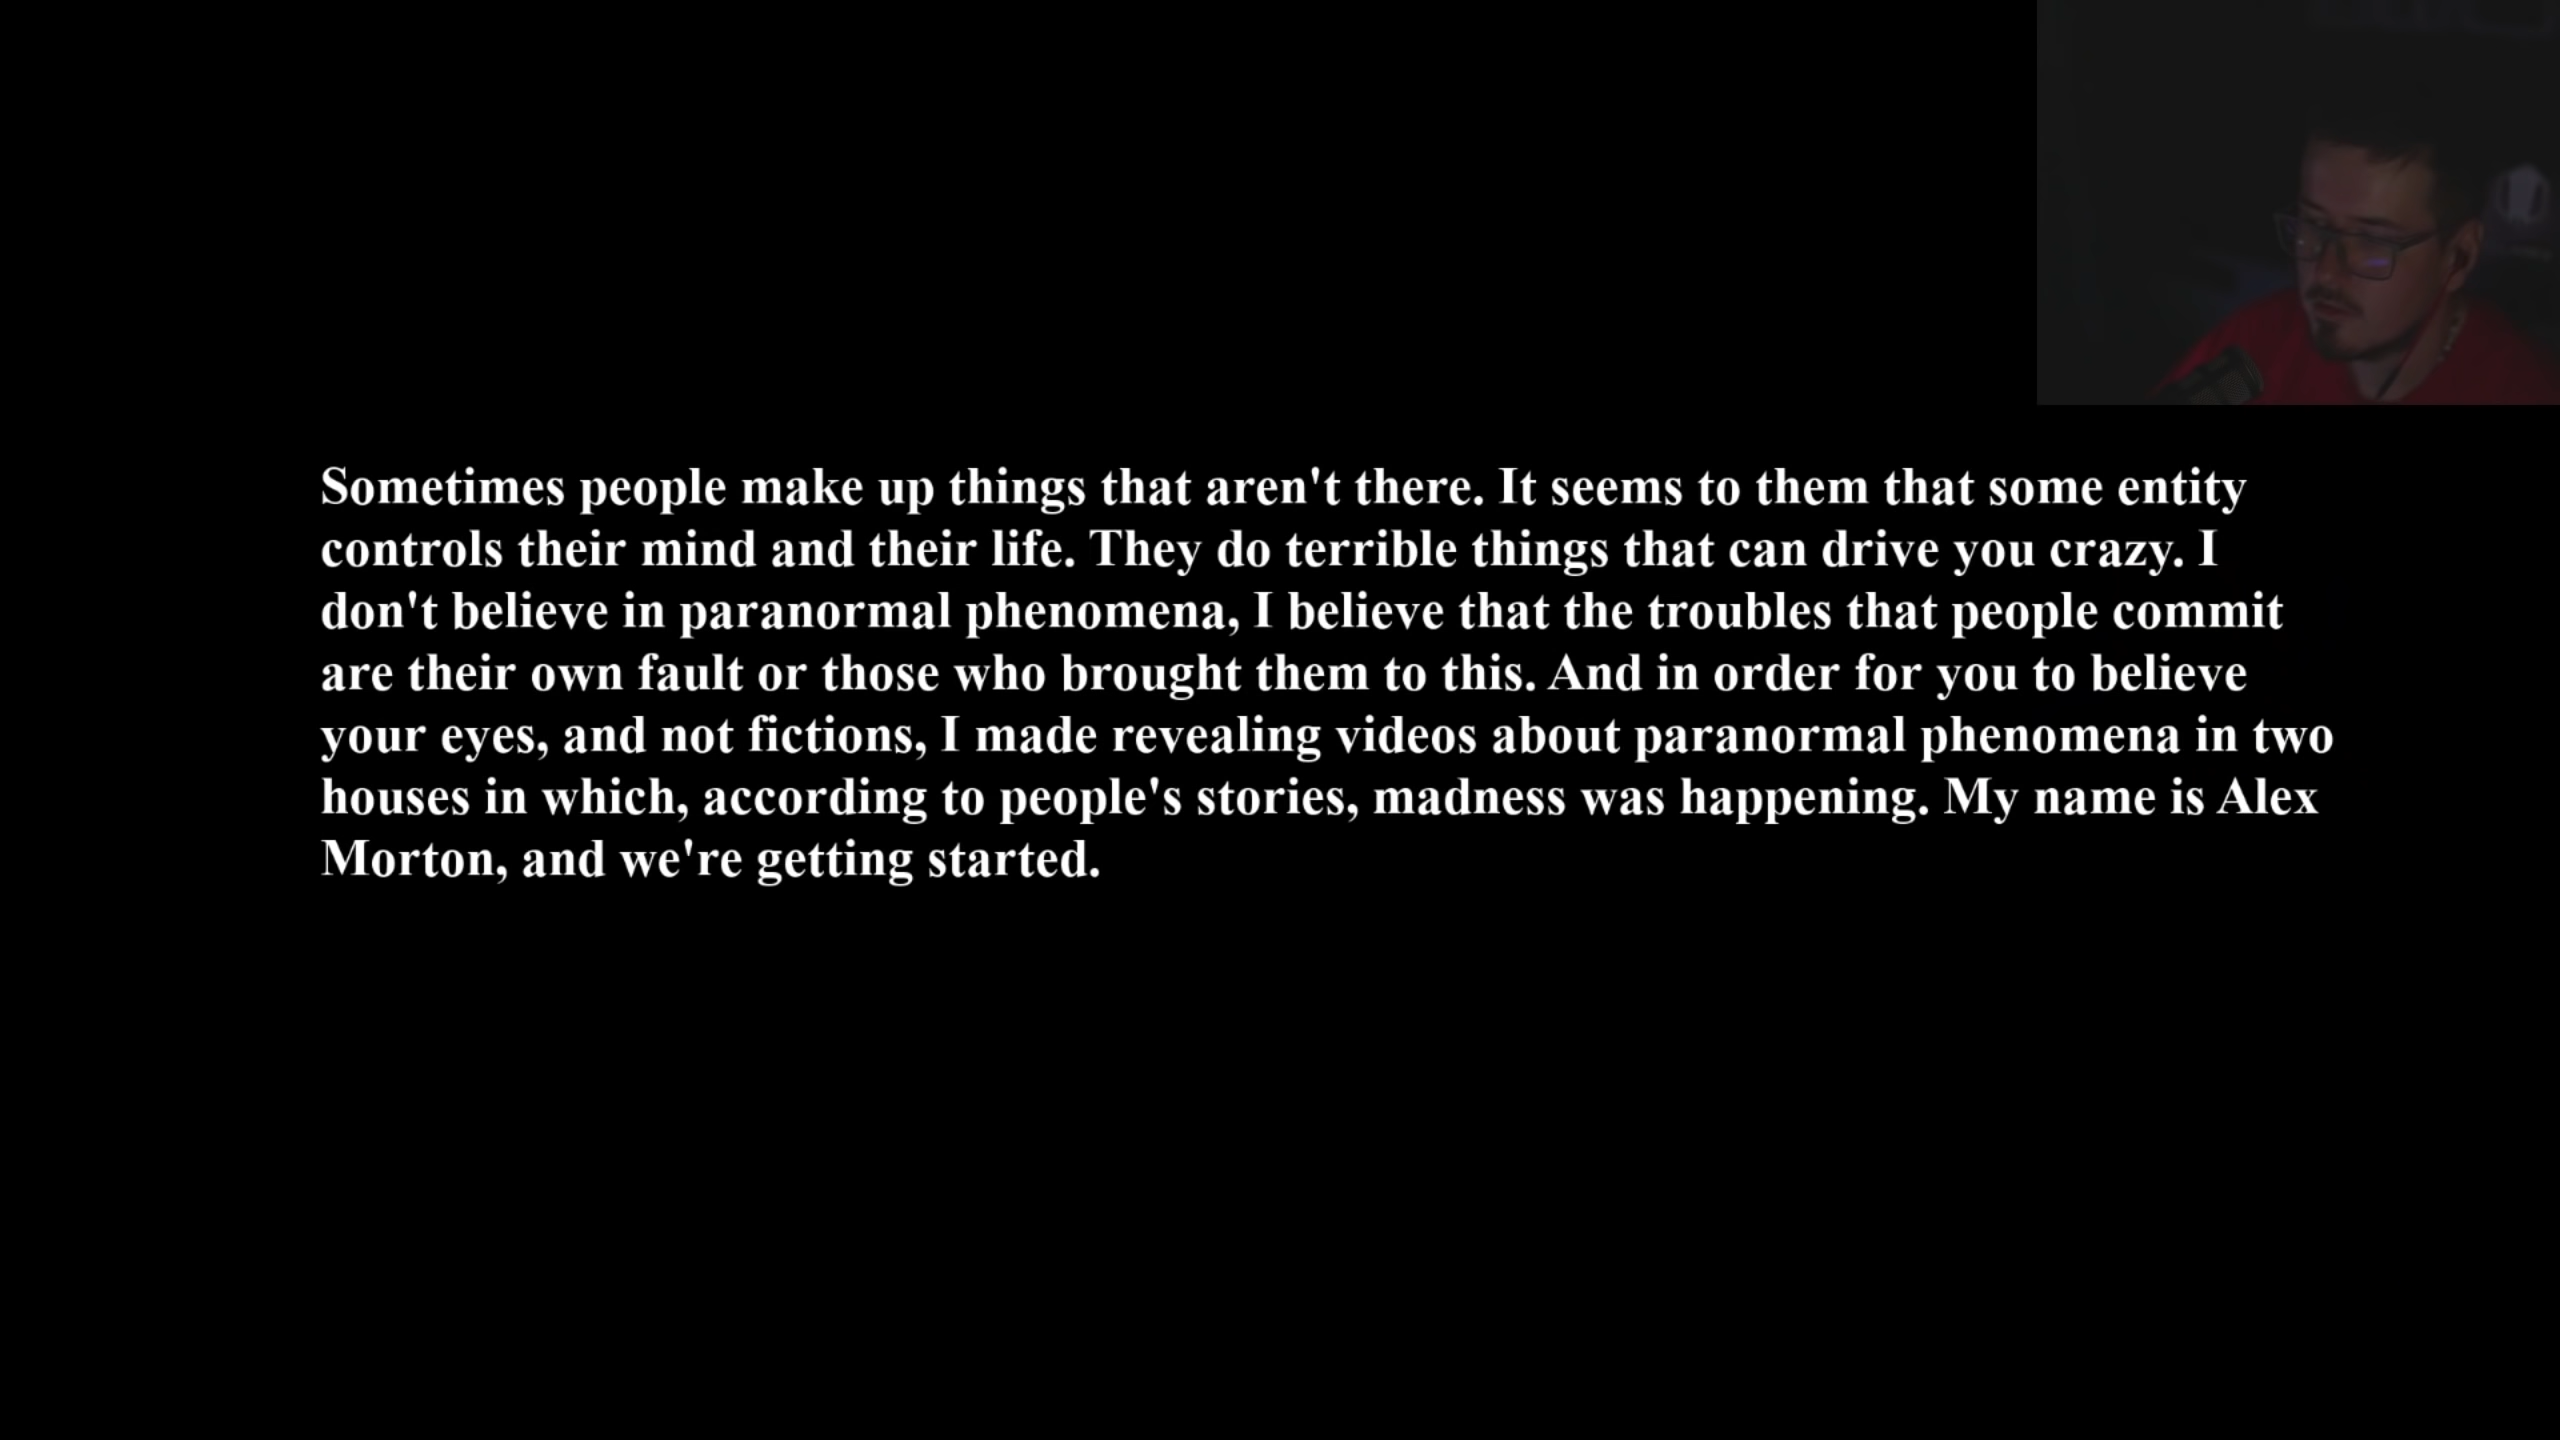 Sometimes people make up things that aren't there. It seems to them that some entity
controls their mind and their life. They do terrible things that can drive you crazy. I
don't believe in paranormal phenomena, I believe that the troubles that people commit
are their own fault or those who brought them to this. And in order for you to believe
your eyes, and not fictions, I made revealing videos about paranormal phenomena in two
houses in which, according to people's stories, madness was happening. My name is Alex
Morton, and we're getting started.